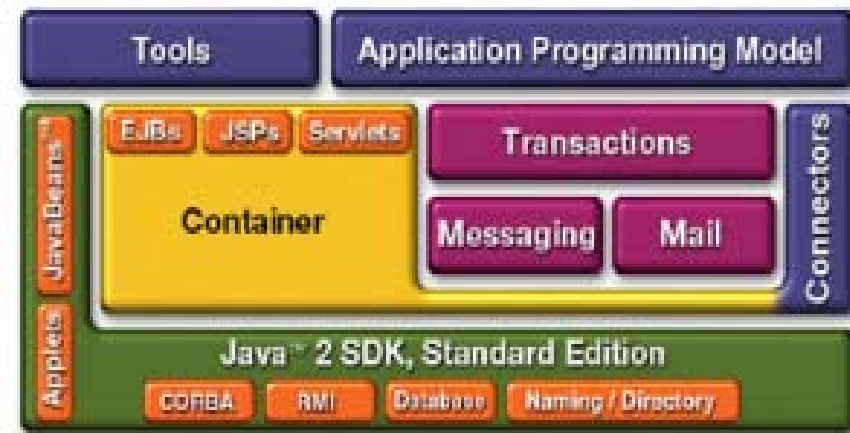 Tools
Application Programming Model
EJBs
JSPs
Servlets
Container
Transactions
Messaging
Mail
Connectors
JavaBeans™
Applets
Java™ 2 SDK, Standard Edition
CORBA
RMI
Database
Naming / Directory